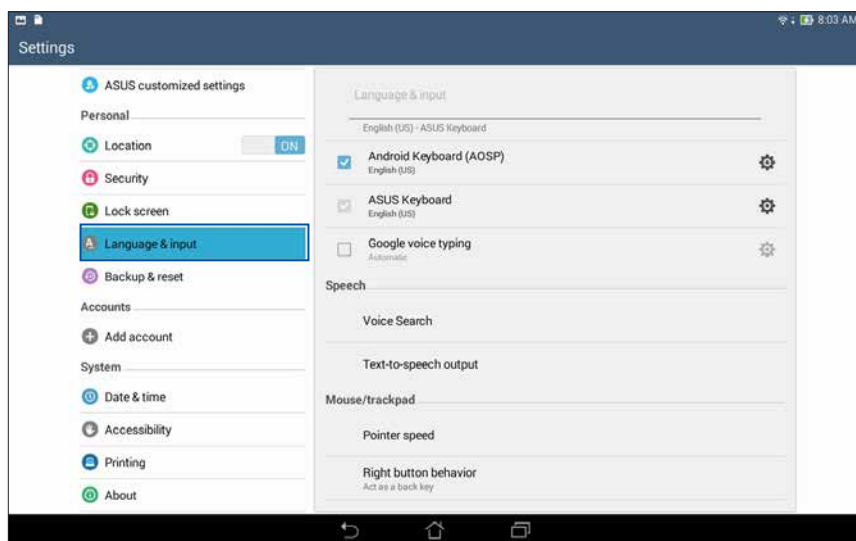 8:03 AM
Settings
ASUS customized settings
Personal
Location
ON
Security
Lock screen
Language & input
Backup & reset
Accounts
Add account
System
Date & time
Accessibility
Printing
About
Language & input
English (US) - ASUS Keyboard
Android Keyboard (AOSP)
English (US)
ASUS Keyboard
English (US)
Google voice typing
Automatic
Speech
Voice Search
Text-to-speech output
Mouse/trackpad
Pointer speed
Right button behavior
Act as a back key